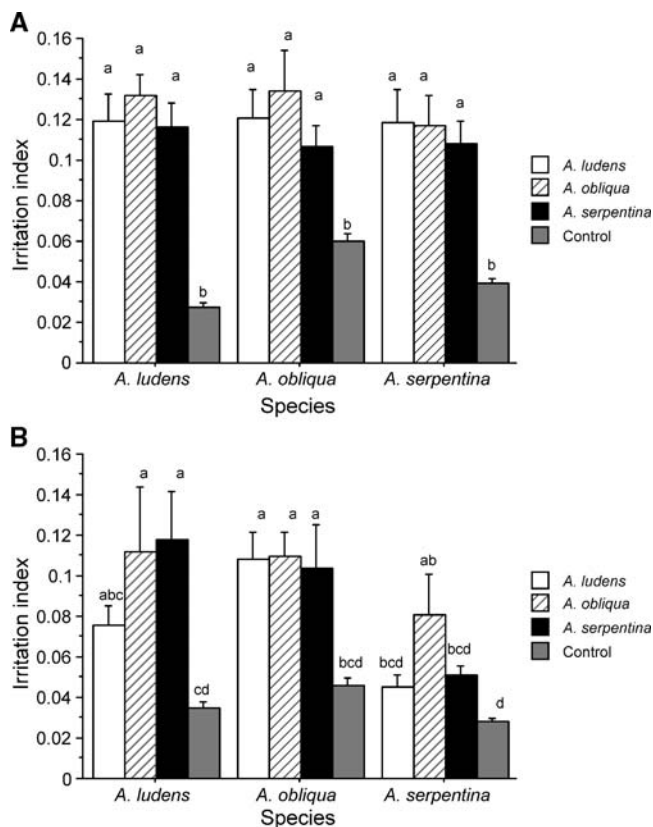 A
0.16
0.14
0.12
0.1
0.08
0.06
0.04
0.02
0
Irritation index
a
a
a
b
a
a
a
b
a
a
a
b
A. ludens
A. obliqua
A. serpentina
Species
A. ludens
A. obliqua
A. serpentina
Control
B
0.16
0.14
0.12
0.1
0.08
0.06
0.04
0.02
0
Irritation index
abc
a
a
cd
a
a
a
bcd
bcd
ab
bcd
d
A. ludens
A. obliqua
A. serpentina
Species
A. ludens
A. obliqua
A. serpentina
Control